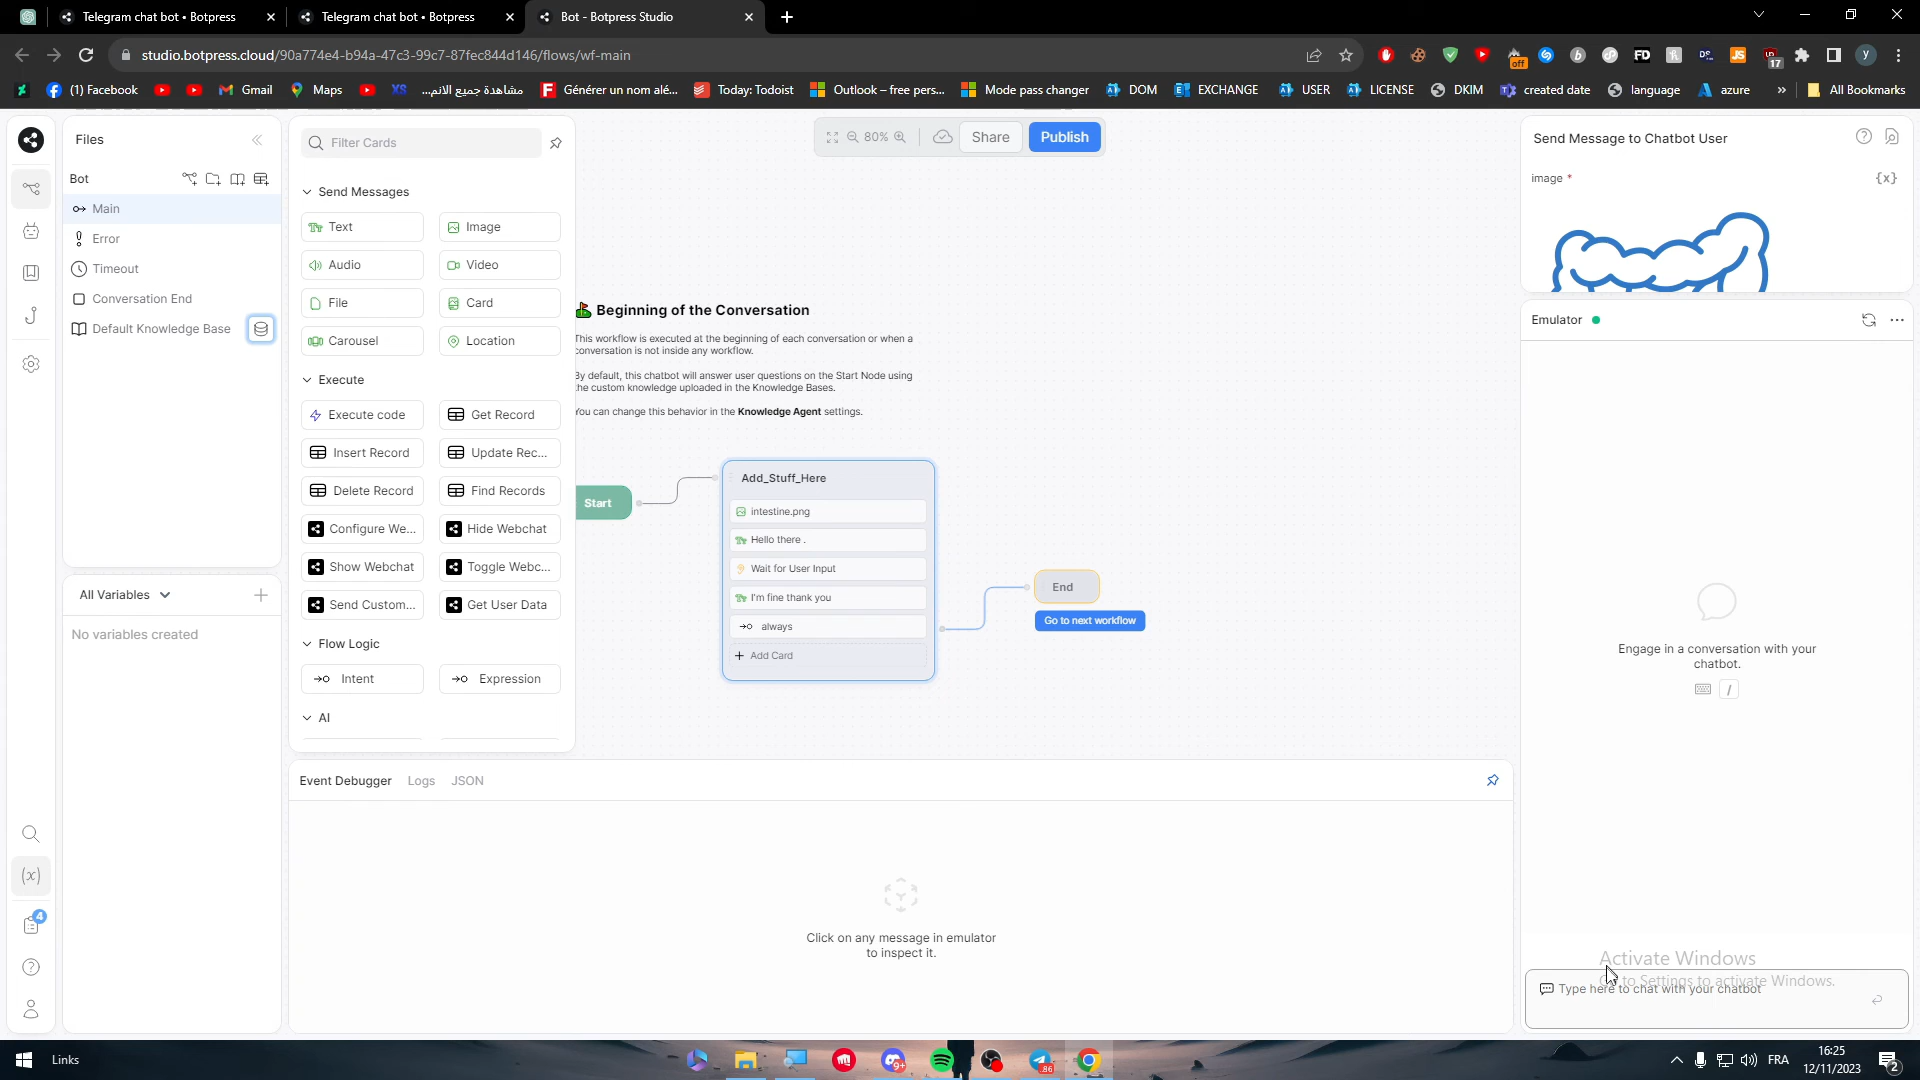 Telegram chat bot • Botpress
Telegram chat bot • Botpress
Bot - Botpress Studio
studio.botpress.cloud/90a774e4-b94a-47c3-99c7-87fec844d146/flows/wf-main
off
17
y
(1) Facebook
Gmail
Maps
XS
مشاهدة جميع الانم...
Générer un nom alé...
Today: Todoist
Outlook – free pers...
Mode pass changer
DOM
EXCHANGE
USER
LICENSE
DKIM
created date
language
azure
»
All Bookmarks
Files
Bot
Main
Error
Timeout
Conversation End
Default Knowledge Base
All Variables
No variables created
4
Filter Cards
Send Messages
Text
Image
Audio
Video
File
Card
Carousel
Location
Execute
Execute code
Get Record
Insert Record
Update Rec...
Delete Record
Find Records
Configure We...
Hide Webchat
Show Webchat
Toggle Webc...
Send Custom...
Get User Data
Flow Logic
Intent
Expression
AI
80%
Share
Publish
Beginning of the Conversation
This workflow is executed at the beginning of each conversation or when a
conversation is not inside any workflow.
By default, this chatbot will answer user questions on the Start Node using
the custom knowledge uploaded in the Knowledge Bases.
You can change this behavior in the Knowledge Agent settings.
Start
Add_Stuff_Here
intestine.png
Hello there .
Wait for User Input
I'm fine thank you
always
Add Card
End
Go to next workflow
Event Debugger
Logs
JSON
Click on any message in emulator
to inspect it.
Send Message to Chatbot User
image *
{x}
Emulator
Engage in a conversation with your
chatbot.
/
Activate Windows
Go to Settings to activate Windows.
Type here to chat with your chatbot
Links
9+
86
FRA
16:25
12/11/2023
2